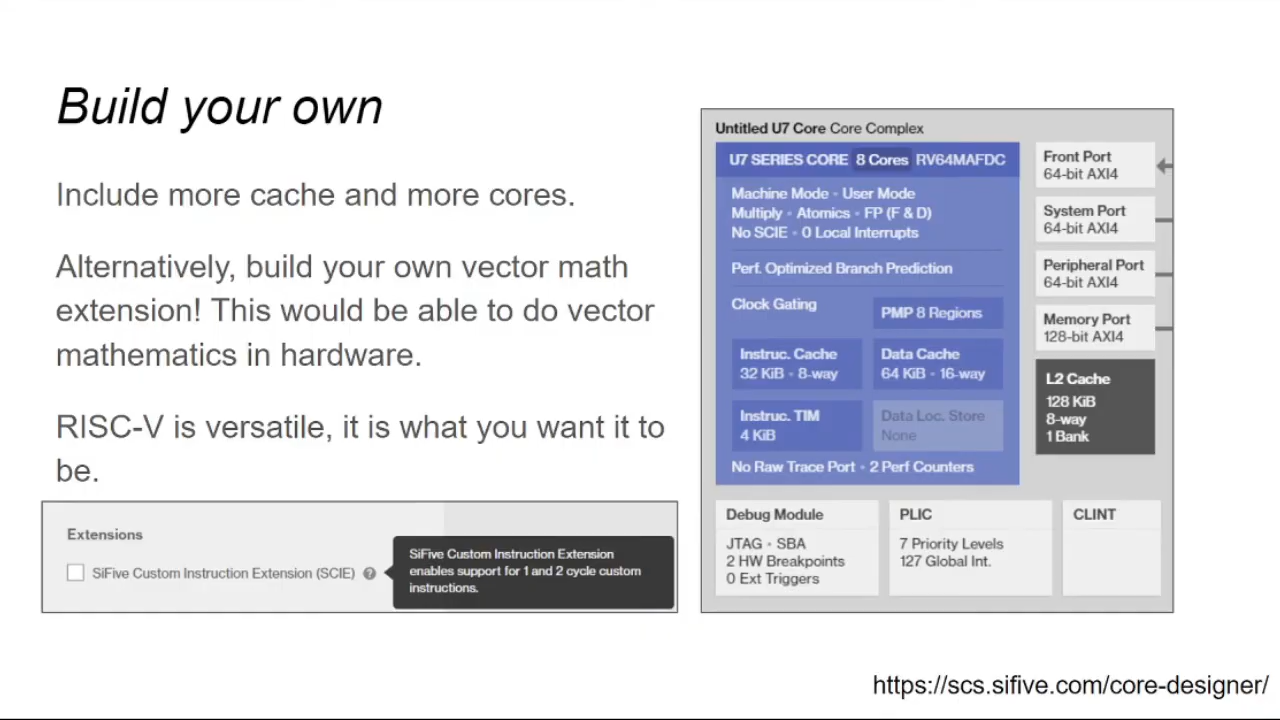 Build your own
Include more cache and more cores.
Alternatively, build your own vector math
extension! This would be able to do vector
mathematics in hardware.
RISC-V is versatile, it is what you want it to
be.
Extensions
SiFive Custom Instruction Extension (SCIE) ?
SiFive Custom Instruction Extension
enables support for 1 and 2 cycle custom
instructions.
Untitled U7 Core Core Complex
U7 SERIES CORE 8 Cores RV64MAFDC
Machine Mode • User Mode
Multiply • Atomics • FP (F & D)
No SCIE • 0 Local Interrupts
Perf. Optimized Branch Prediction
Clock Gating
PMP 8 Regions
Instruc. Cache
32 KiB • 8-way
Data Cache
64 KiB • 16-way
Instruc. TIM
4 KiB
Data Loc. Store
None
No Raw Trace Port • 2 Perf Counters
Front Port
64-bit AXI4
System Port
64-bit AXI4
Peripheral Port
64-bit AXI4
Memory Port
128-bit AXI4
L2 Cache
128 KiB
8-way
1 Bank
Debug Module
JTAG • SBA
2 HW Breakpoints
0 Ext Triggers
PLIC
7 Priority Levels
127 Global Int.
CLINT
https://scs.sifive.com/core-designer/